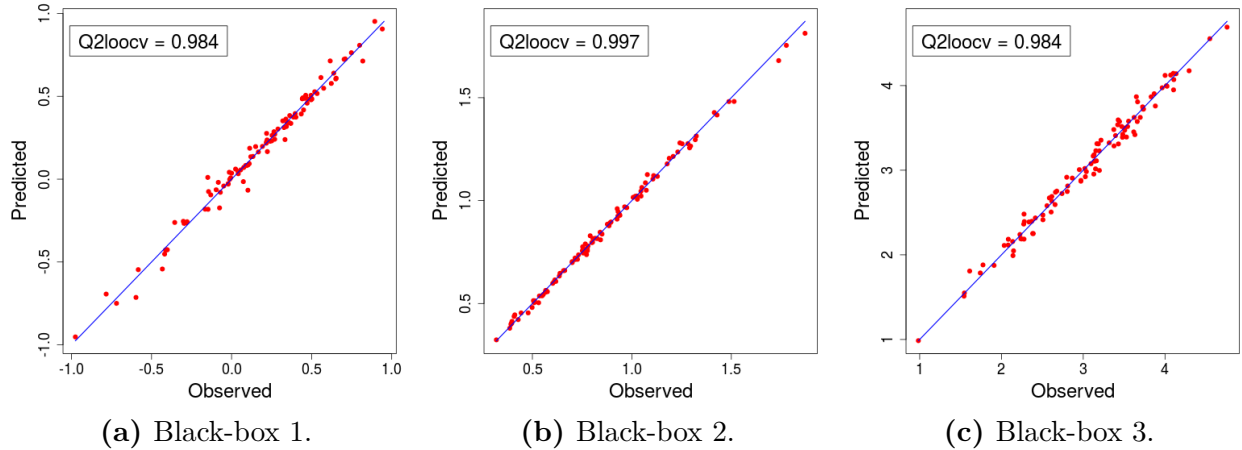 Q2loocv = 0.984
Predicted
1.0
0.5
0.0
-0.5
-1.0
-1.0 -0.5 0.0 0.5 1.0
Observed
(a) Black-box 1.
Q2loocv = 0.997
Predicted
1.5
1.0
0.5
0.5 1.0 1.5
Observed
(b) Black-box 2.
Q2loocv = 0.984
Predicted
4
3
2
1
1 2 3 4
Observed
(c) Black-box 3.